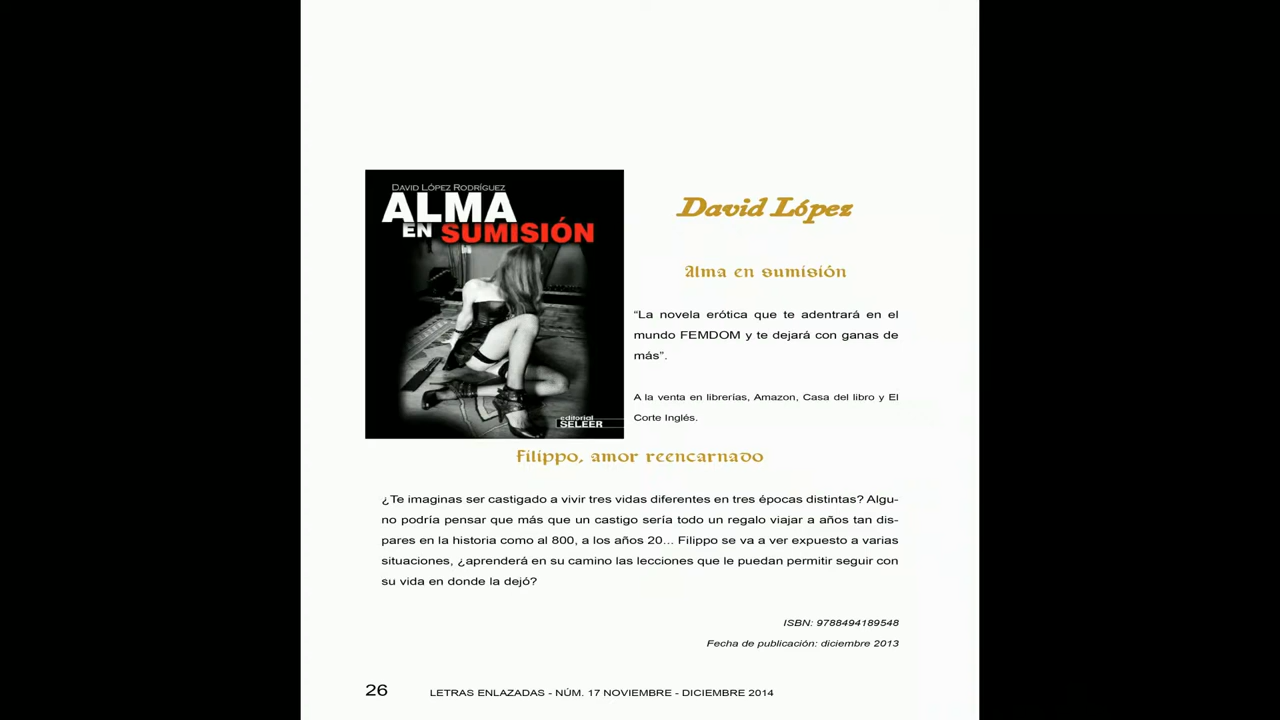 DAVID LÓPEZ RODRÍGUEZ
ALMA
EN SUMISIÓN
editorial
SELEER
David López
Alma en sumisión
“La novela erótica que te adentrará en el
mundo FEMDOM y te dejará con ganas de
más”.
A la venta en librerías, Amazon, Casa del libro y El
Corte Inglés.
Filippo, amor reencarnado
¿Te imaginas ser castigado a vivir tres vidas diferentes en tres épocas distintas? Algu-
no podría pensar que más que un castigo sería todo un regalo viajar a años tan dis-
pares en la historia como al 800, a los años 20... Filippo se va a ver expuesto a varias
situaciones, ¿aprenderá en su camino las lecciones que le puedan permitir seguir con
su vida en donde la dejó?
ISBN: 9788494189548
Fecha de publicación: diciembre 2013
26 LETRAS ENLAZADAS - NÚM. 17 NOVIEMBRE - DICIEMBRE 2014